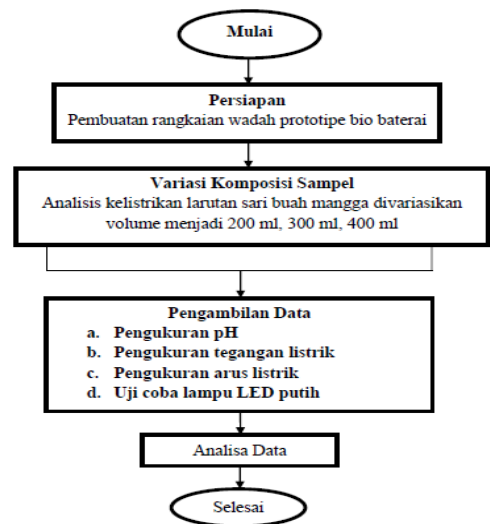 Mulai
Persiapan
Pembuatan rangkaian wadah prototipe bio baterai
Variasi Komposisi Sampel
Analisis kelistrikan larutan sari buah mangga divariasikan
volume menjadi 200 ml, 300 ml, 400 ml
Pengambilan Data
a. Pengukuran pH
b. Pengukuran tegangan listrik
c. Pengukuran arus listrik
d. Uji coba lampu LED putih
Analisa Data
Selesai